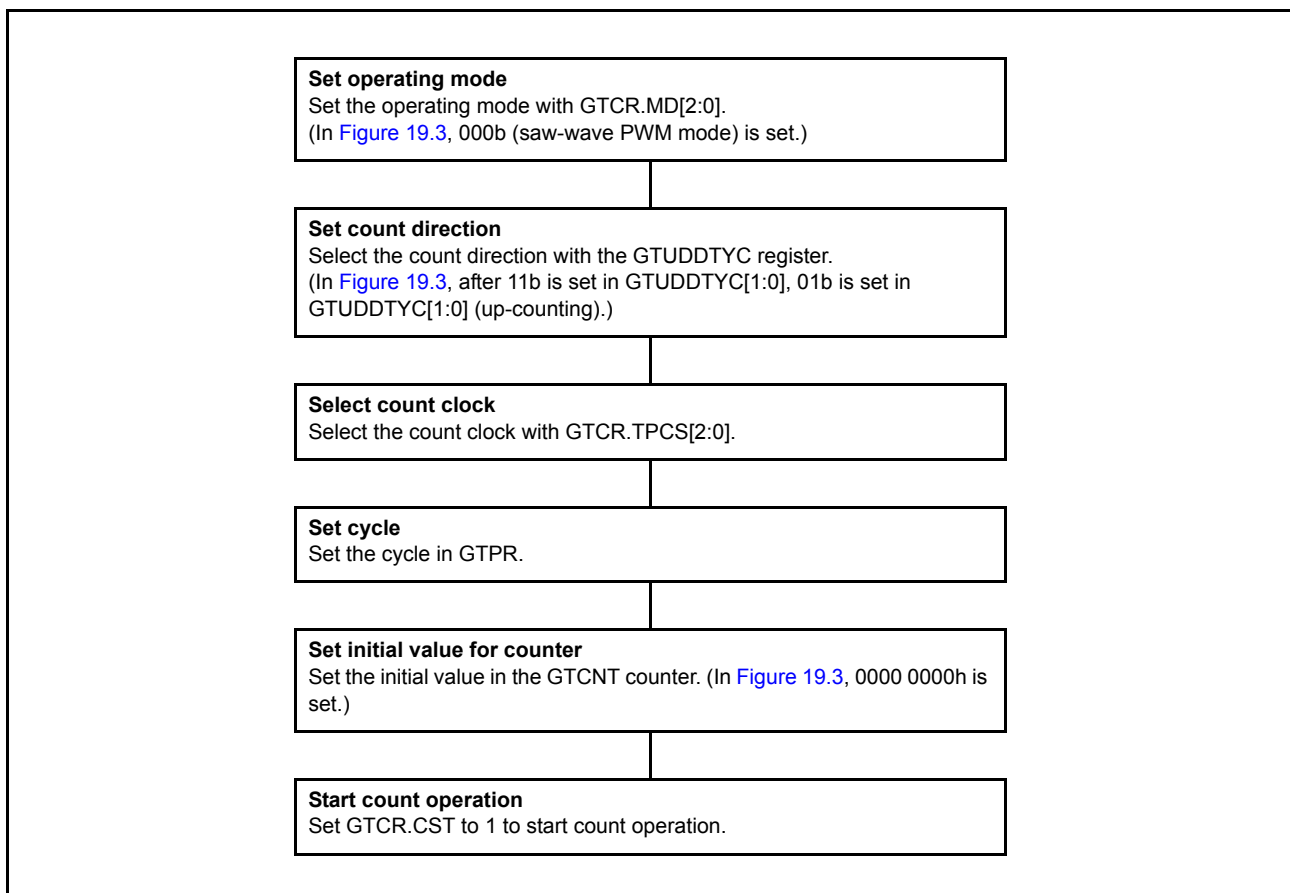 Set operating mode
Set the operating mode with GTCR.MD[2:0].
(In Figure 19.3, 000b (saw-wave PWM mode) is set.)
Set count direction
Select the count direction with the GTUDDTYC register.
(In Figure 19.3, after 11b is set in GTUDDTYC[1:0], 01b is set in
GTUDDTYC[1:0] (up-counting).)
Select count clock
Select the count clock with GTCR.TPCS[2:0].
Set cycle
Set the cycle in GTPR.
Set initial value for counter
Set the initial value in the GTCNT counter. (In Figure 19.3, 0000 0000h is
set.)
Start count operation
Set GTCR.CST to 1 to start count operation.